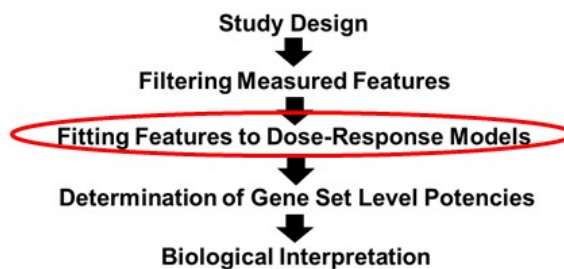 Study Design
Filtering Measured Features
Fitting Features to Dose-Response Models
Determination of Gene Set Level Potencies
Biological Interpretation